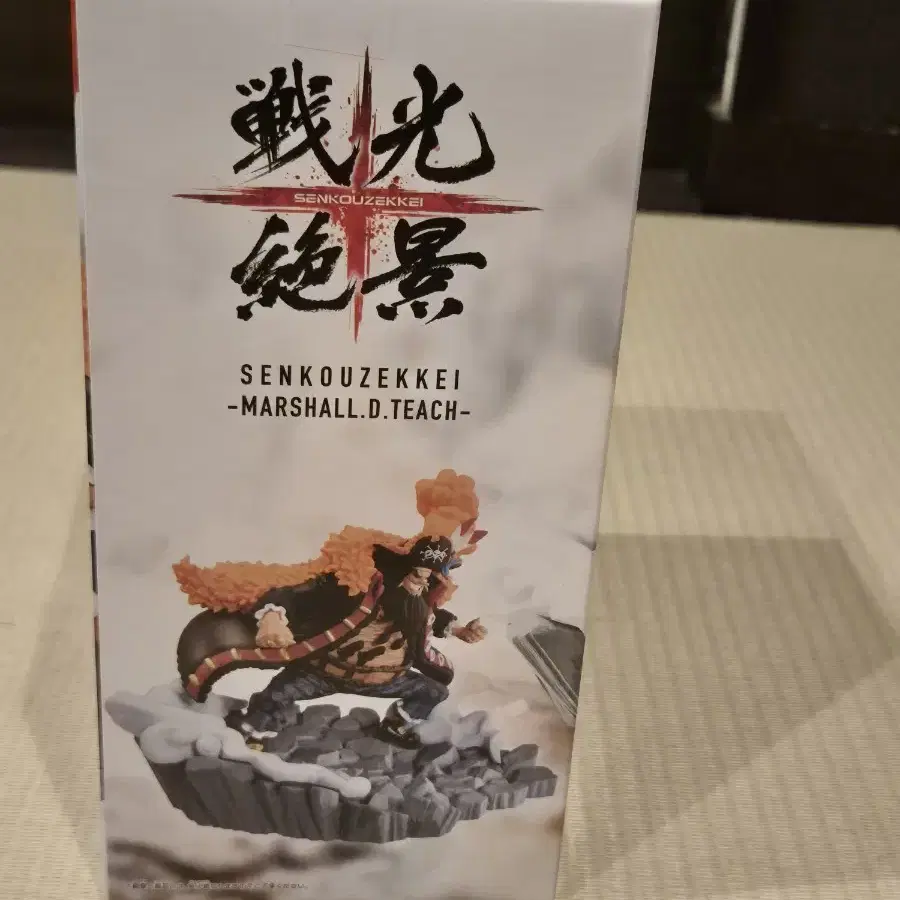 戦光
SENKOUZEKKEI
絶景
SENKOUZEKKEI
-MARSHALL.D.TEACH-